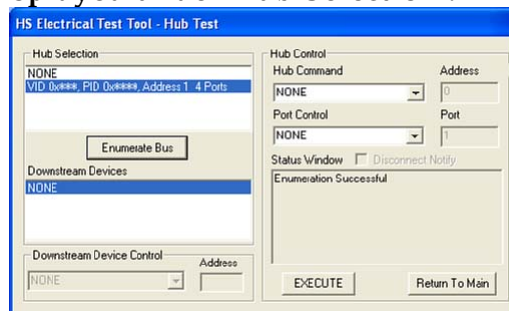 HS Electrical Test Tool - Hub Test
Hub Selection
NONE
VID 0x***, PID 0x****, Address 1 4 Ports
Enumerate Bus
Downstream Devices
NONE
Downstream Device Control
Address
NONE
Hub Control
Hub Command
Address
NONE
0
Port Control
Port
NONE
1
Status Window
Disconnect Notify
Enumeration Successful
EXECUTE
Return To Main